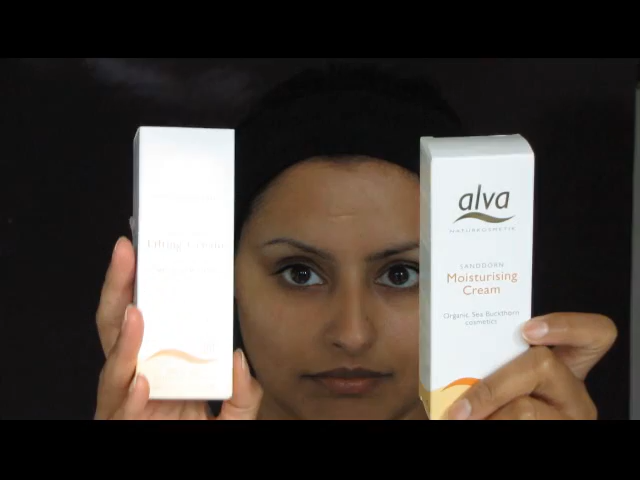 Lifting Cream
alva
NATURKOSMETIK
SANDDORN
Moisturising
Cream
Organic Sea Buckthorn
cosmetics